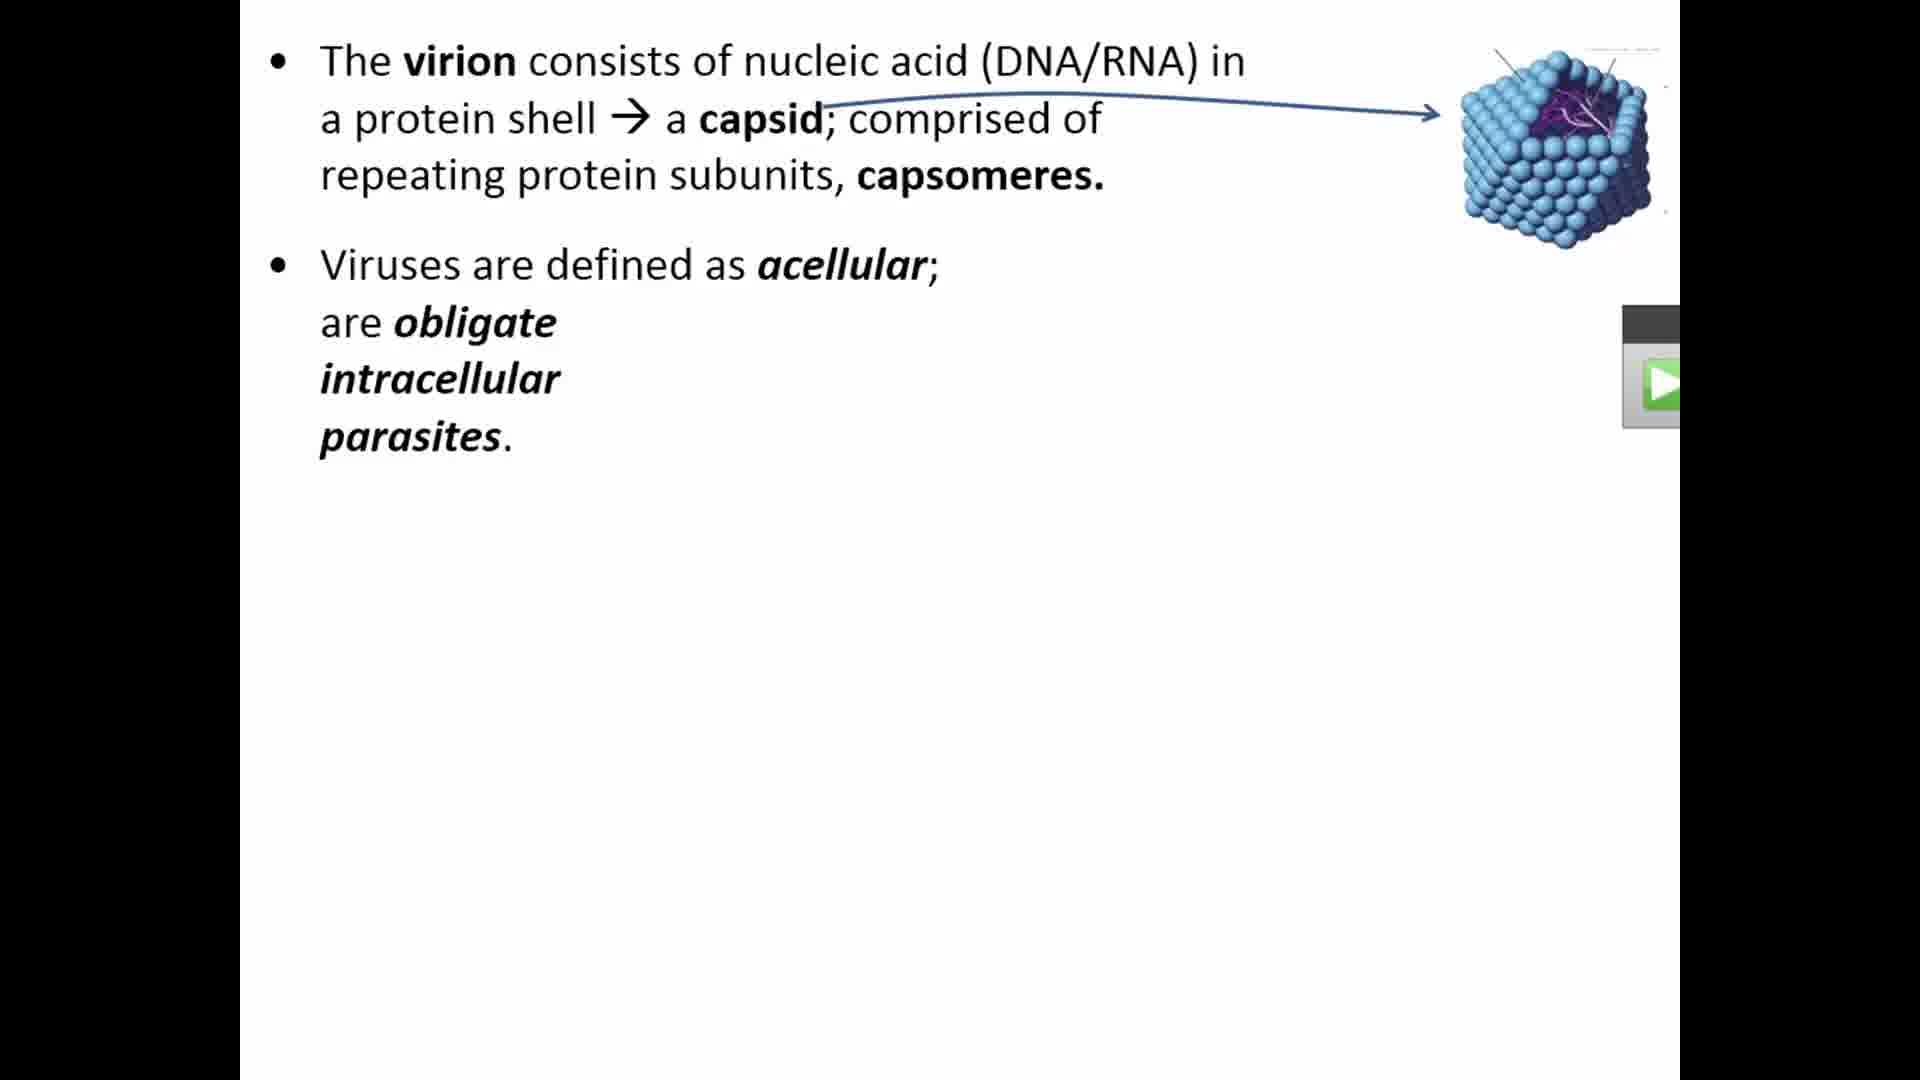 • The virion consists of nucleic acid (DNA/RNA) in
a protein shell → a capsid; comprised of
repeating protein subunits, capsomeres.
• Viruses are defined as acellular;
are obligate
intracellular
parasites.